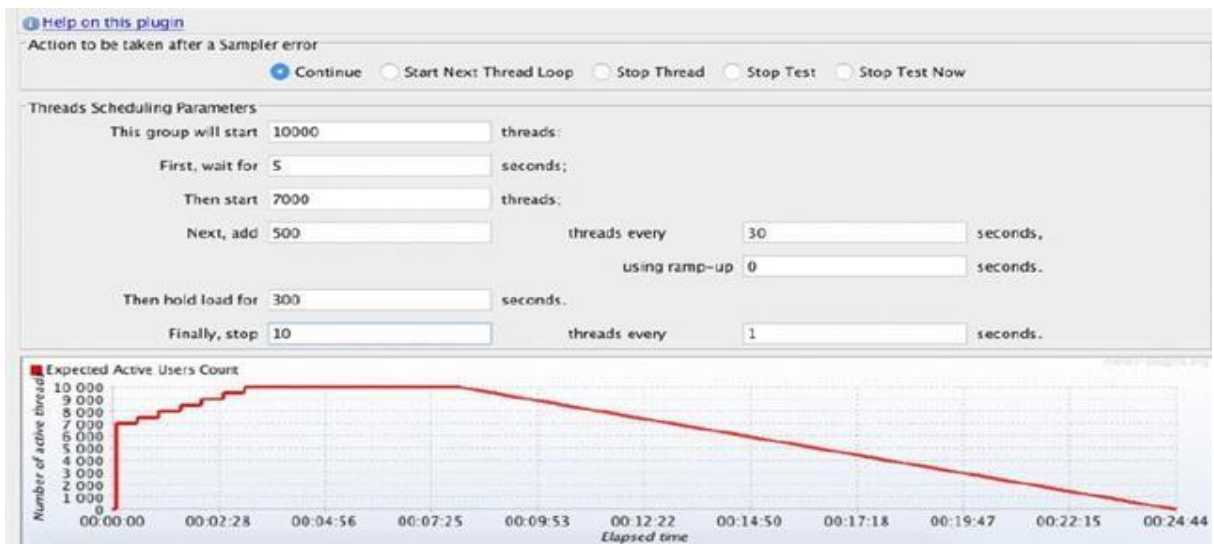 Help on this plugin
Action to be taken after a Sampler error
Continue Start Next Thread Loop Stop Thread Stop Test Stop Test Now
Threads Scheduling Parameters
This group will start 10000 threads:
First, wait for 5 seconds;
Then start 7000 threads;
Next, add 500 threads every 30 seconds,
using ramp-up 0 seconds.
Then hold load for 300 seconds.
Finally, stop 10 threads every 1 seconds.
Expected Active Users Count
Number of active threads
10 000
9 000
8 000
7 000
6 000
5 000
4 000
3 000
2 000
1 000
0
00:00:00 00:02:28 00:04:56 00:07:25 00:09:53 00:12:22 00:14:50 00:17:18 00:19:47 00:22:15 00:24:44
Elapsed time